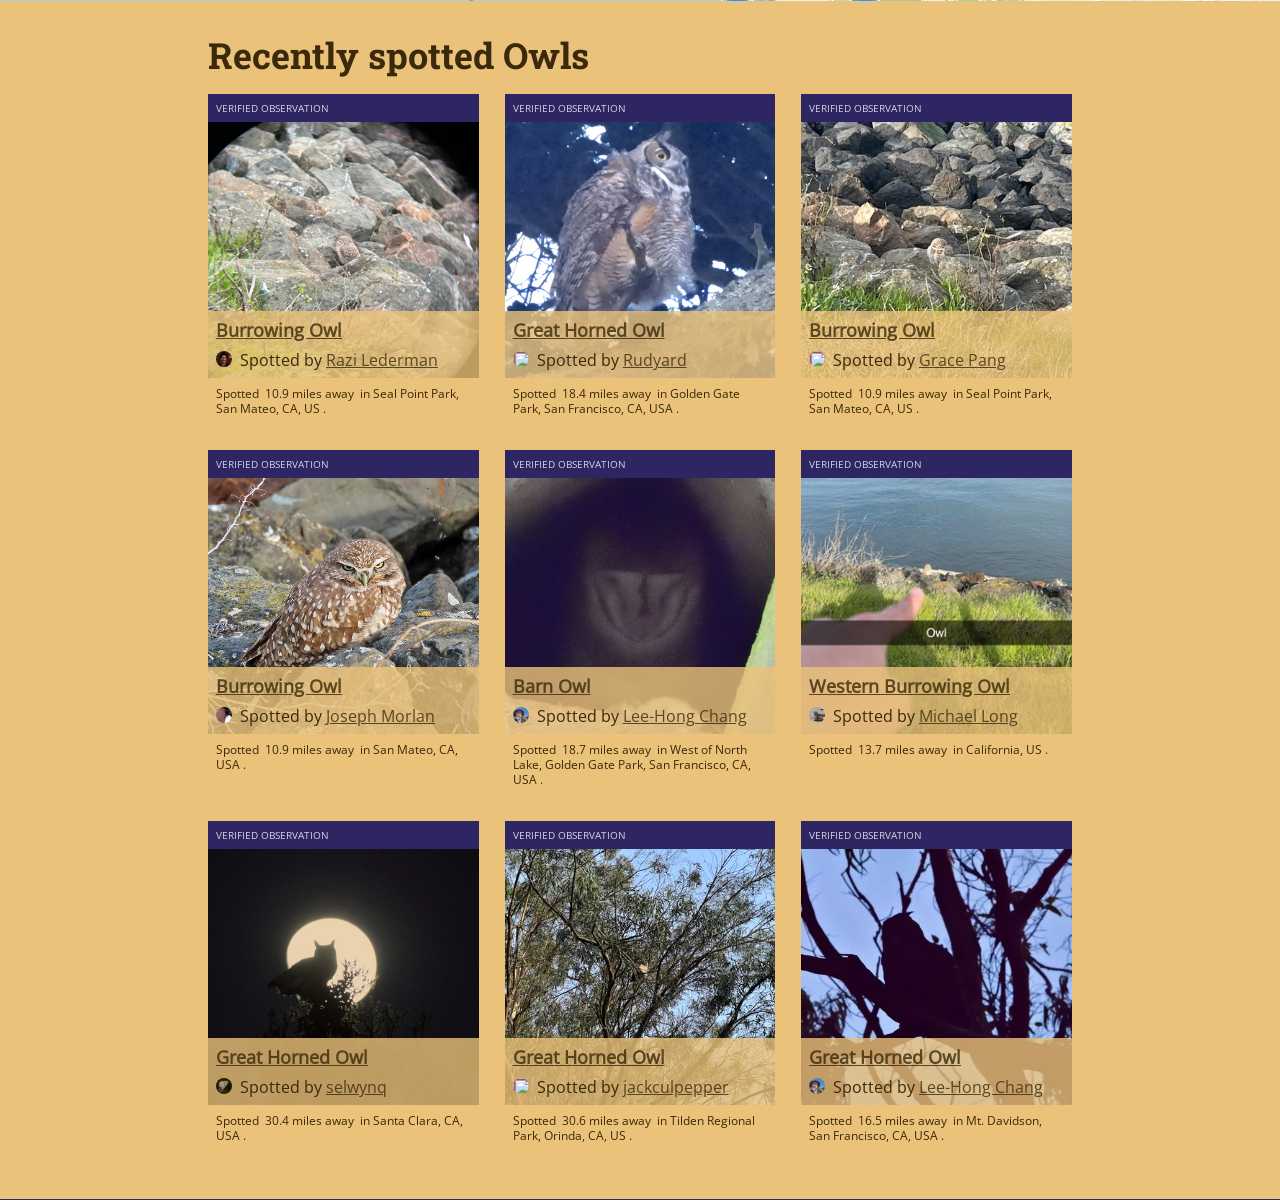 Recently spotted Owls
VERIFIED OBSERVATION
Burrowing Owl
Spotted by Razi Lederman
Spotted 10.9 miles away in Seal Point Park,
San Mateo, CA, US .
VERIFIED OBSERVATION
Great Horned Owl
Spotted by Rudyard
Spotted 18.4 miles away in Golden Gate
Park, San Francisco, CA, USA .
VERIFIED OBSERVATION
Burrowing Owl
Spotted by Grace Pang
Spotted 10.9 miles away in Seal Point Park,
San Mateo, CA, US .
VERIFIED OBSERVATION
Burrowing Owl
Spotted by Joseph Morlan
Spotted 10.9 miles away in San Mateo, CA,
USA .
VERIFIED OBSERVATION
Barn Owl
Spotted by Lee-Hong Chang
Spotted 18.7 miles away in West of North
Lake, Golden Gate Park, San Francisco, CA,
USA .
VERIFIED OBSERVATION
Owl
Western Burrowing Owl
Spotted by Michael Long
Spotted 13.7 miles away in California, US .
VERIFIED OBSERVATION
Great Horned Owl
Spotted by selwynq
Spotted 30.4 miles away in Santa Clara, CA,
USA .
VERIFIED OBSERVATION
Great Horned Owl
Spotted by jackculpepper
Spotted 30.6 miles away in Tilden Regional
Park, Orinda, CA, US .
VERIFIED OBSERVATION
Great Horned Owl
Spotted by Lee-Hong Chang
Spotted 16.5 miles away in Mt. Davidson,
San Francisco, CA, USA .